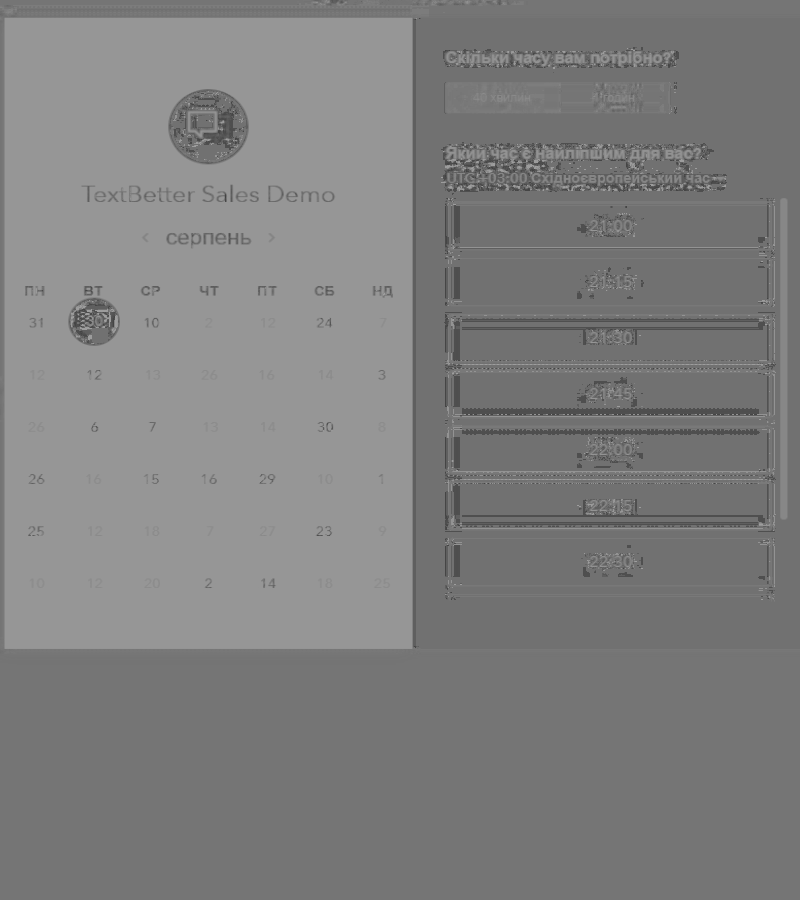 TextBetter Sales Demo
< серпень >
ПН ВТ СР ЧТ ПТ СБ НД
31 30 10 2 12 24 7
12 12 13 26 16 14 3
26 6 7 13 14 30 8
26 16 15 16 29 10 1
25 12 18 7 27 23 9
10 12 20 2 14 18 25
Скільки часу вам потрібно?
Який час є найліпшим для вас?
UTC+03:00 Східноєвропейський час
21:00
21:15
21:30
21:45
22:00
22:15
22:30